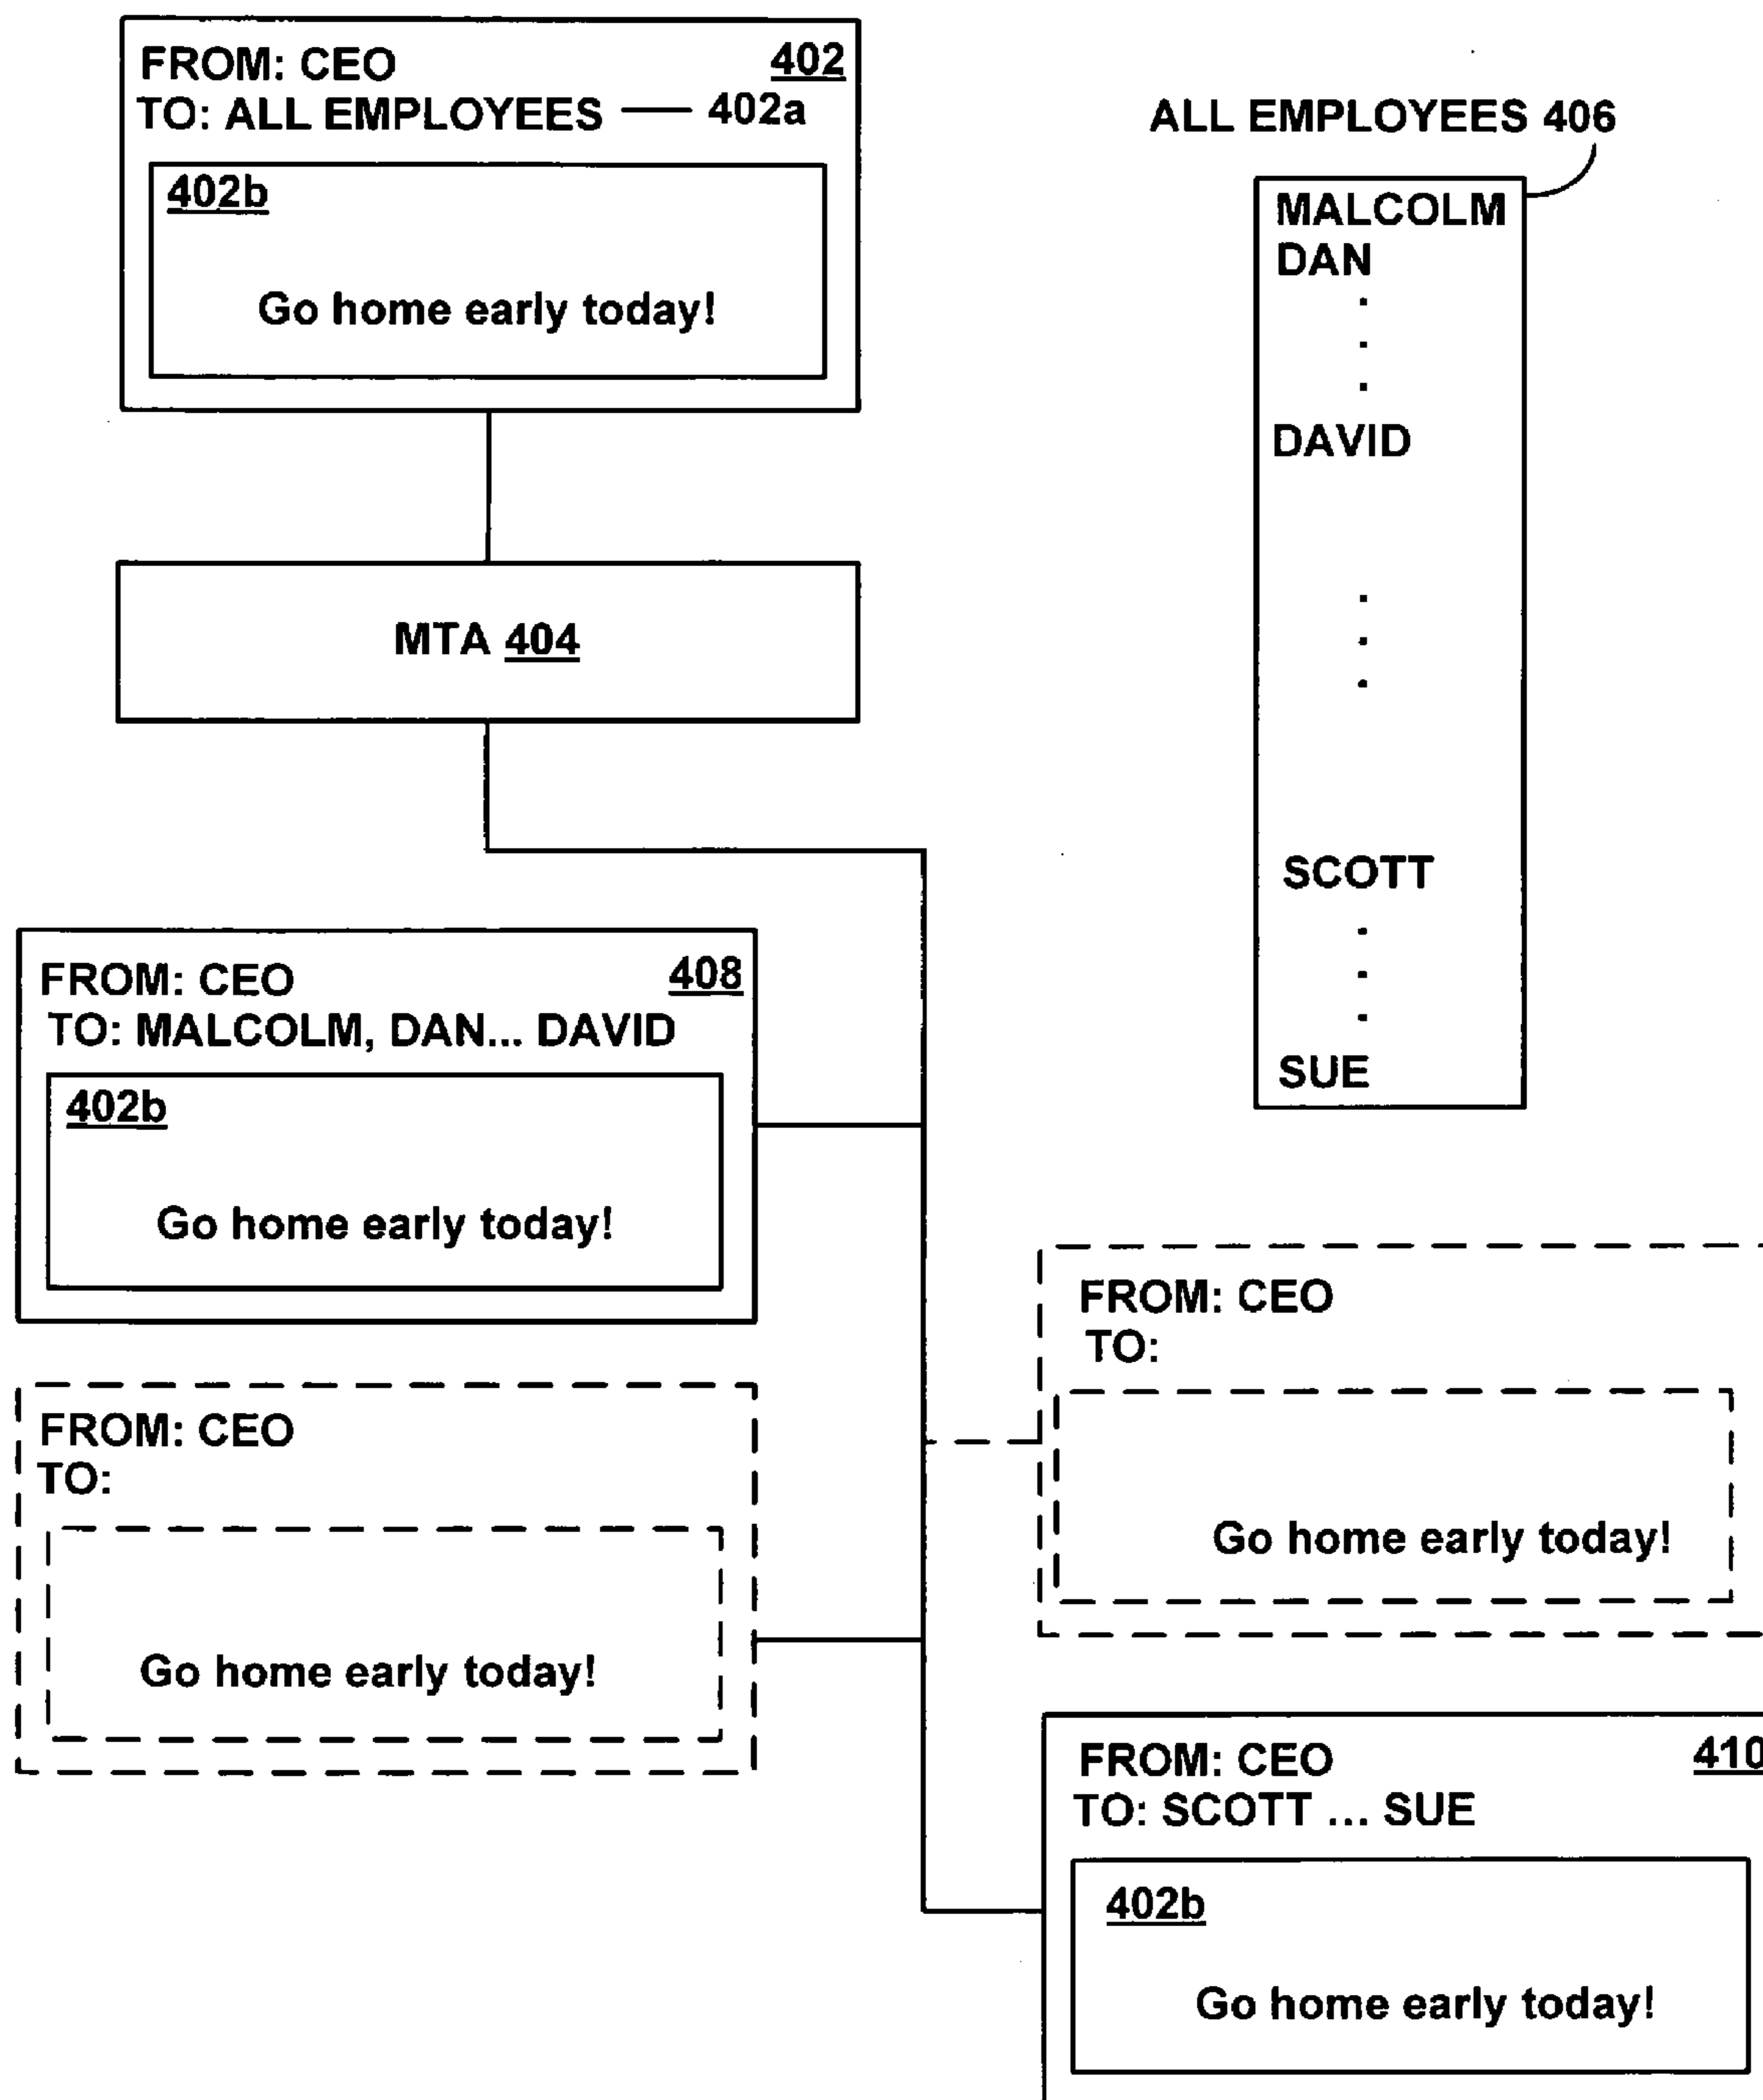 FROM: CEO 402
TO: ALL EMPLOYEES 402a
402b
Go home early today!
ALL EMPLOYEES 406
MALCOLM
DAN
.
.
.
DAVID
.
.
.
SCOTT
.
.
.
SUE
MTA 404
FROM: CEO 408
TO: MALCOLM, DAN... DAVID
402b
Go home early today!
FROM: CEO
TO:
Go home early today!
FROM: CEO
TO:
Go home early today!
FROM: CEO 410
TO: SCOTT ... SUE
402b
Go home early today!